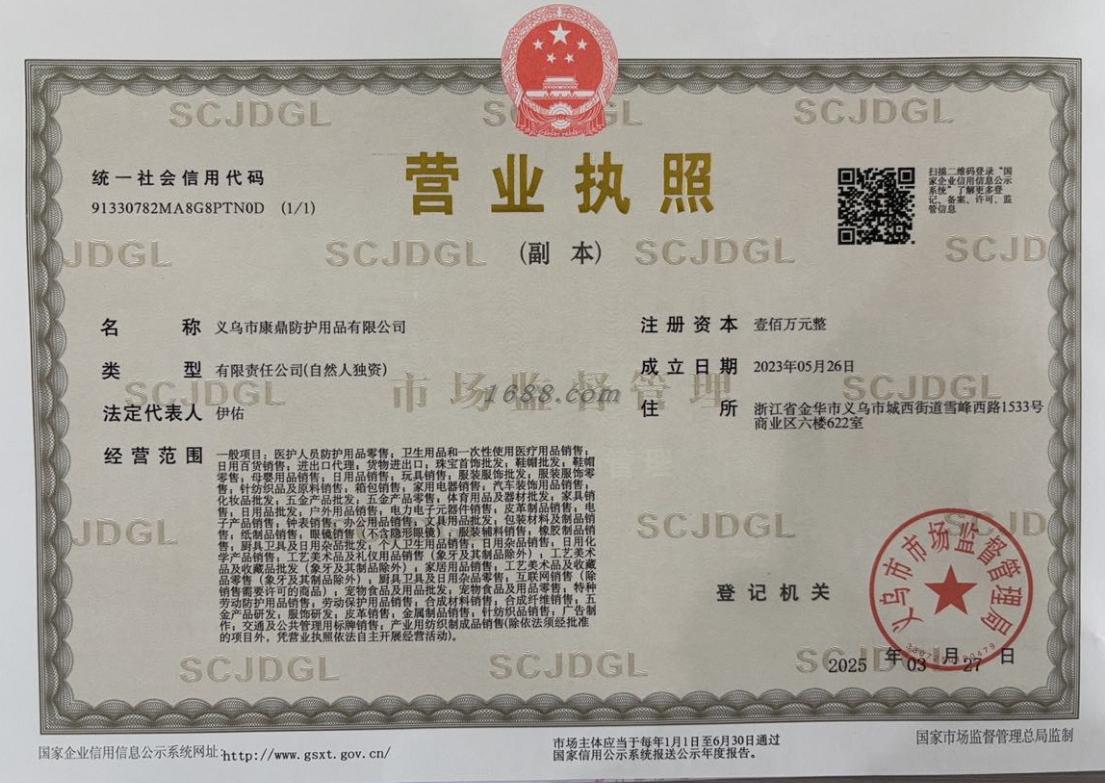 营业执照
(副 本)
统一社会信用代码
91330782MA8G8PTN0D (1/1)
扫描二维码登录“国
家企业信用信息公示
系统”了解更多登
记、备案、许可、监
管信息
名 称 义乌市康鼎防护用品有限公司
类 型 有限责任公司(自然人独资)
法定代表人 伊佑
经营范围 一般项目：医护人员防护用品零售；卫生用品和一次性使用医疗用品销售；
日用百货销售；进出口代理；货物进出口；珠宝首饰批发；鞋帽批发；鞋帽
零售；母婴用品销售；日用品销售；玩具销售；服装服饰批发；服装服饰零
售；针纺织品及原料销售；箱包销售；家用电器销售；汽车装饰用品销售；
化妆品批发；五金产品批发；五金产品零售；体育用品及器材批发；家具销
售；日用品批发；户外用品销售；电力电子元器件销售；皮革制品销售；电
子产品销售；钟表销售；办公用品销售；文具用品批发；包装材料及制品销
售；纸制品销售；眼镜销售（不含隐形眼镜）；服装辅料销售；橡胶制品销
售；厨具卫具及日用杂品批发；个人卫生用品销售；日用杂品销售；日用化
学产品销售；工艺美术品及礼仪用品销售（象牙及其制品除外）；工艺美术
品及收藏品批发（象牙及其制品除外）；家居用品销售；工艺美术品及收藏
品零售（象牙及其制品除外）；厨具卫具及日用杂品零售；互联网销售（除
销售需要许可的商品）；宠物食品及用品批发；宠物食品及用品零售；特种
劳动防护用品销售；劳动保护用品销售；合成材料销售；合成纤维销售；五
金产品研发；服饰研发；皮革销售；金属制品销售；针纺织品销售；广告制
作；交通及公共管理用标牌销售；产业用纺织制成品销售(除依法须经批准
的项目外，凭营业执照依法自主开展经营活动)。
注册资本 壹佰万元整
成立日期 2023年05月26日
住 所 浙江省金华市义乌市城西街道雪峰西路1533号
商业区六楼622室
市场监督管理
1688.com
登记机关
义乌市市场监督管理局
2025 年 03 月 27 日
SCJDGL
国家企业信用信息公示系统网址:http://www.gsxt.gov.cn/
市场主体应当于每年1月1日至6月30日通过
国家信用公示系统报送公示年度报告。
国家市场监督管理总局监制